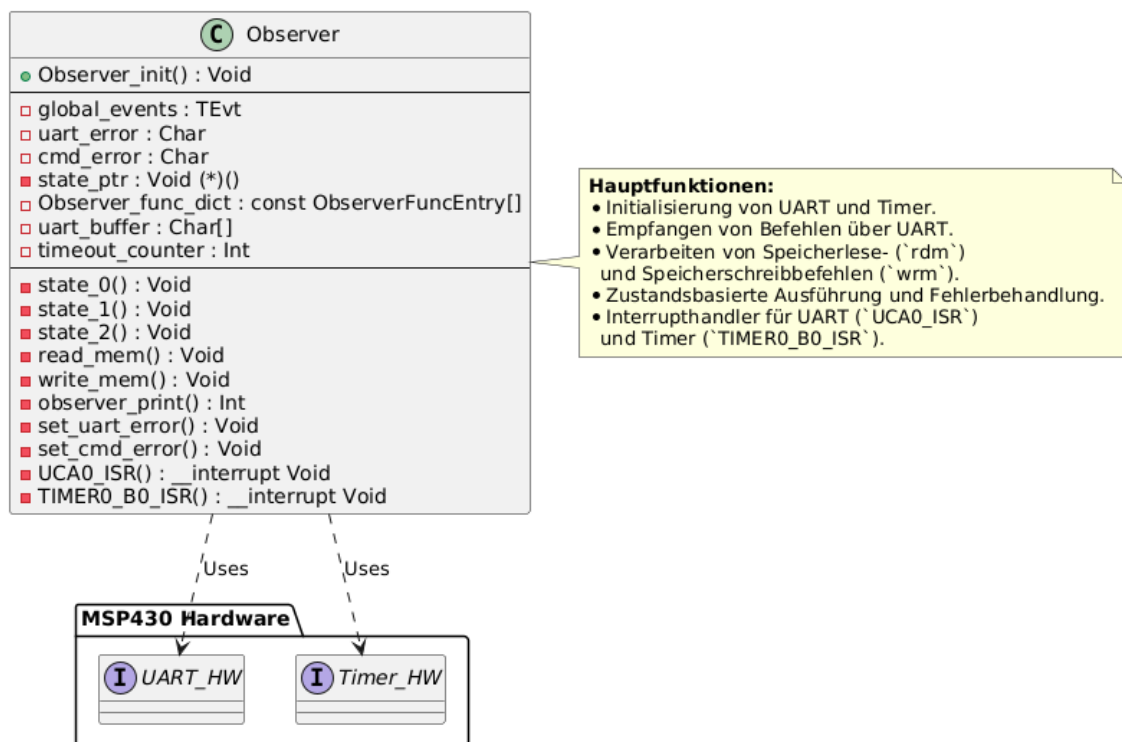 C Observer
Observer_init() : Void
global_events : TEvt
uart_error : Char
cmd_error : Char
state_ptr : Void (*)()
Observer_func_dict : const ObserverFuncEntry[]
uart_buffer : Char[]
timeout_counter : Int
state_0() : Void
state_1() : Void
state_2() : Void
read_mem() : Void
write_mem() : Void
observer_print() : Int
set_uart_error() : Void
set_cmd_error() : Void
UCA0_ISR() : __interrupt Void
TIMER0_B0_ISR() : __interrupt Void
Hauptfunktionen:
• Initialisierung von UART und Timer.
• Empfangen von Befehlen über UART.
• Verarbeiten von Speicherlese- (`rdm`)
und Speicherschreibbefehlen (`wrm`).
• Zustandsbasierte Ausführung und Fehlerbehandlung.
• Interrupthandler für UART (`UCA0_ISR`)
und Timer (`TIMER0_B0_ISR`).
Uses
Uses
MSP430 Hardware
I UART_HW
I Timer_HW